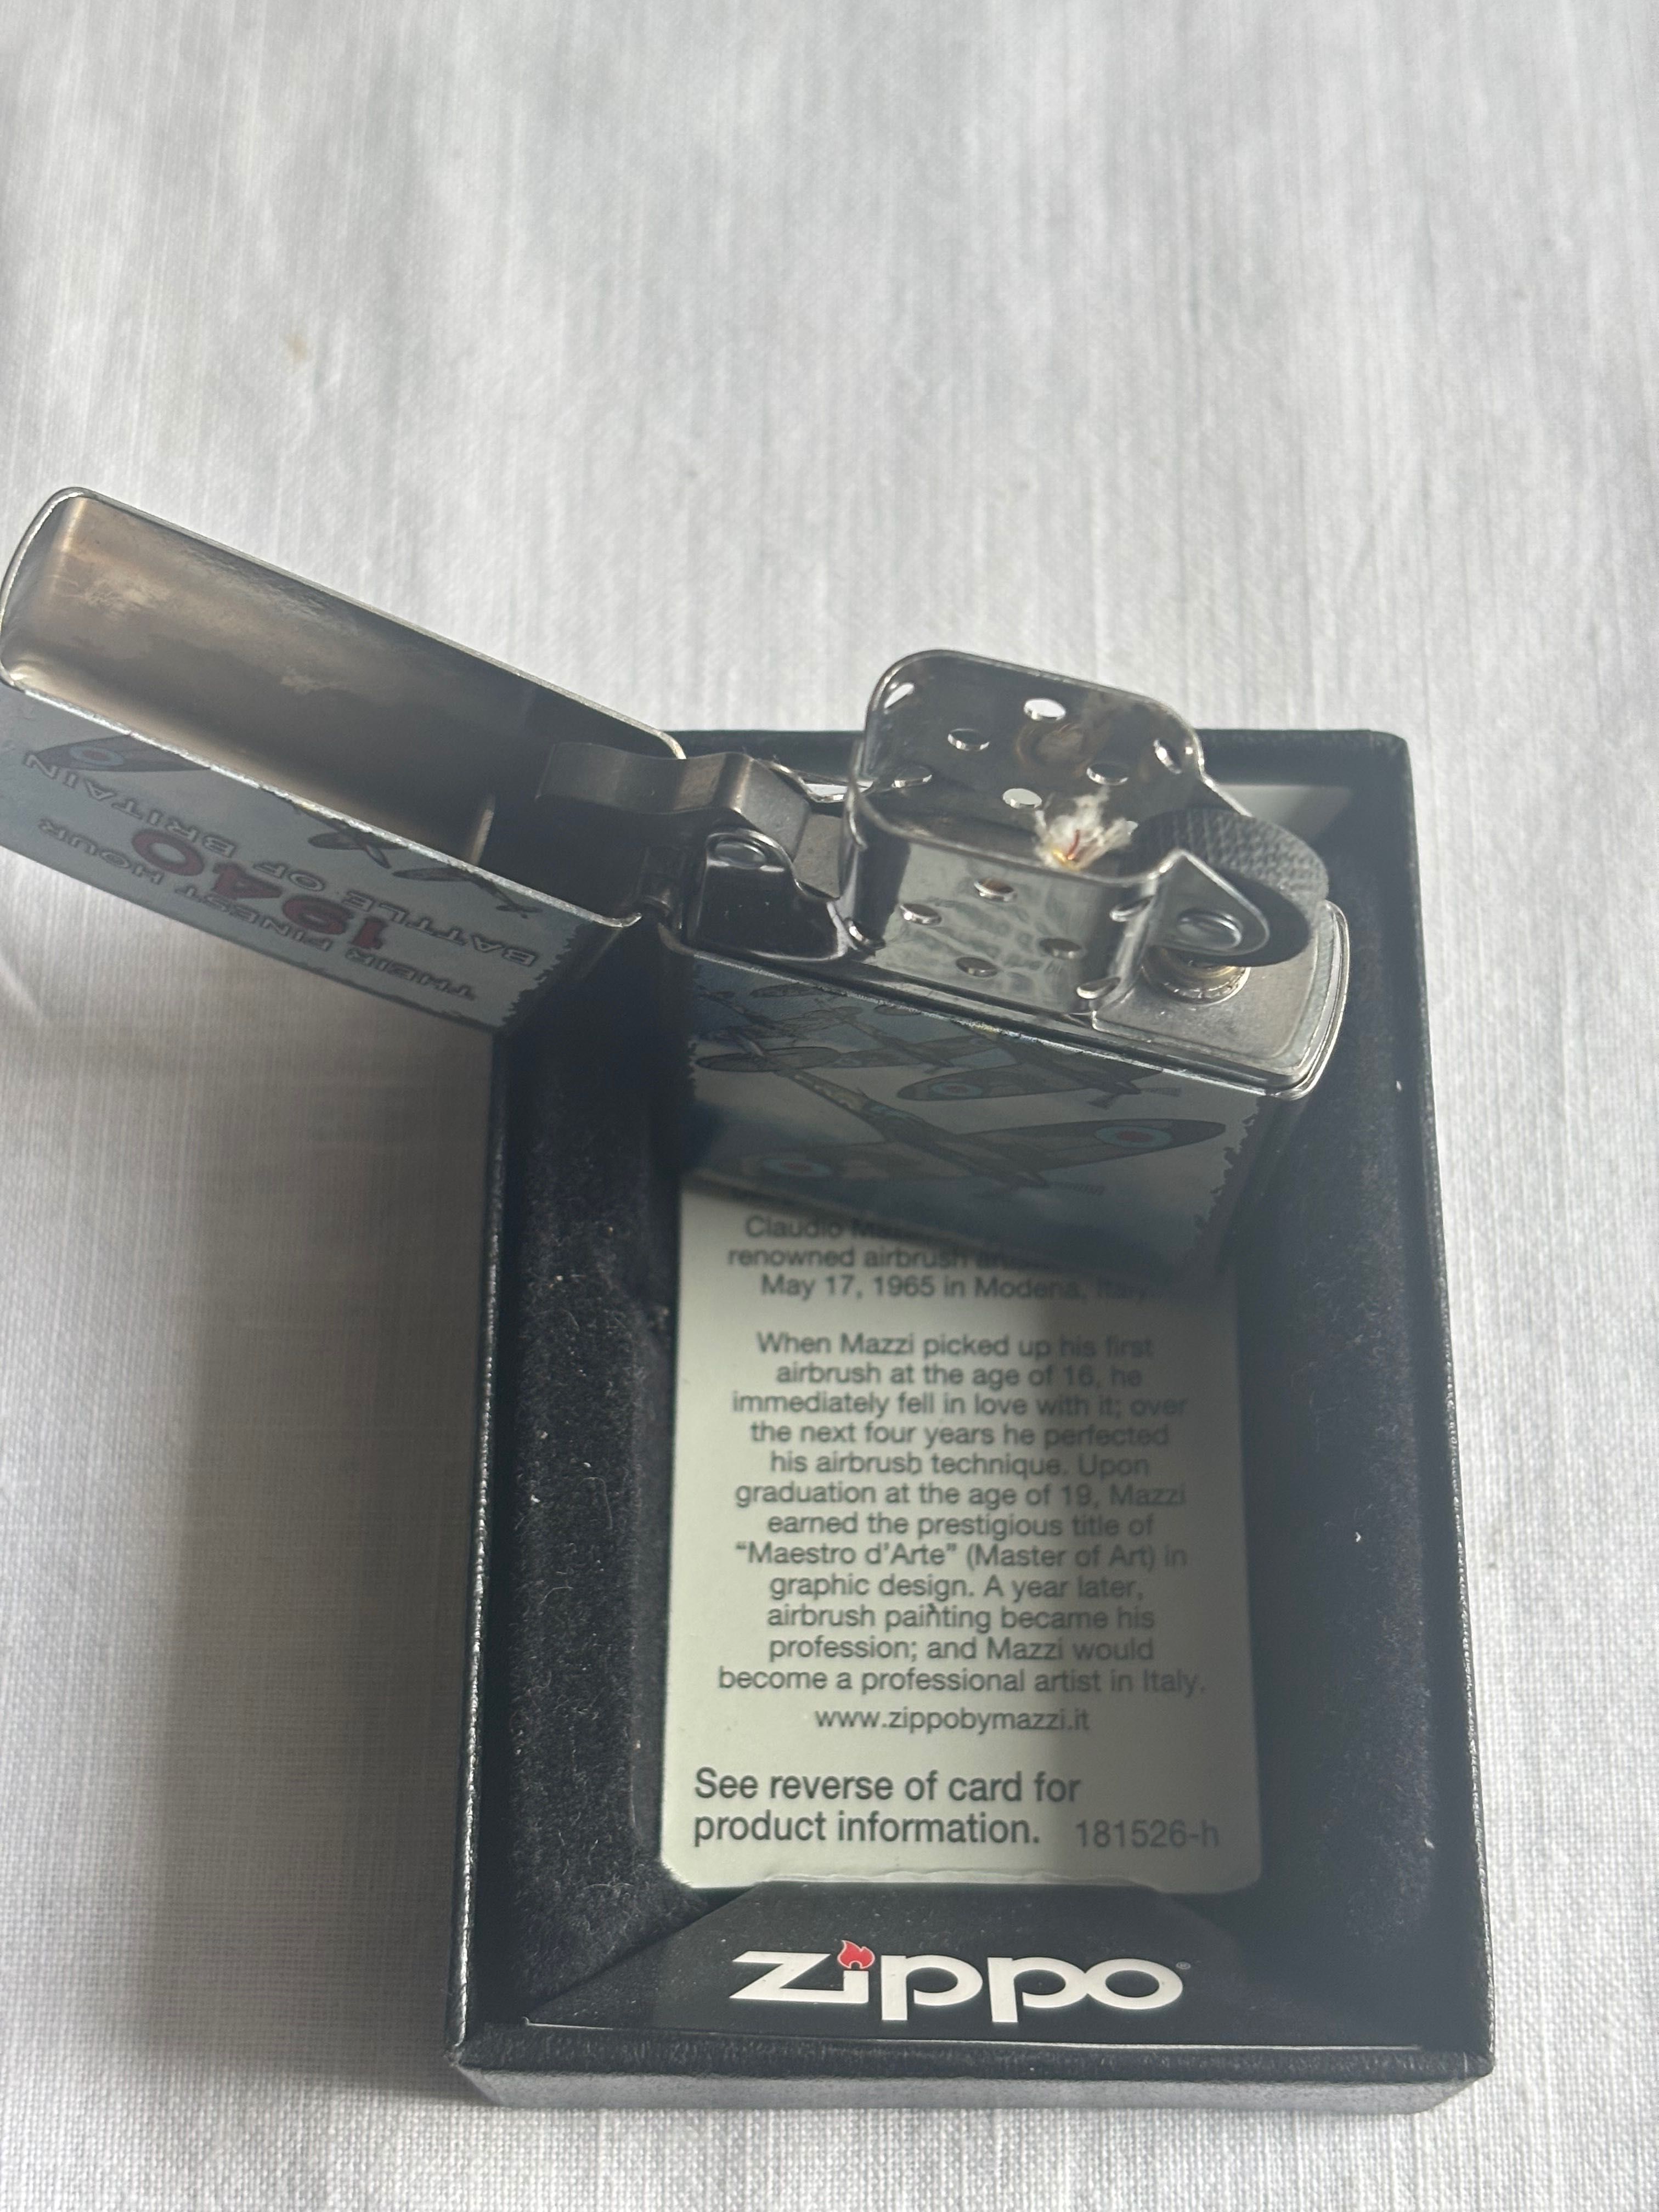 THEIR FINEST HOUR
1940
BATTLE OF BRITAIN
Claudio
renowned airbrush
May 17, 1965 in Modena, Italy.
When Mazzi picked up his first
airbrush at the age of 16, he
immediately fell in love with it; over
the next four years he perfected
his airbrush technique. Upon
graduation at the age of 19, Mazzi
earned the prestigious title of
“Maestro d’Arte” (Master of Art) in
graphic design. A year later,
airbrush painting became his
profession; and Mazzi would
become a professional artist in Italy.
www.zippobymazzi.it
See reverse of card for
product information. 181526-h
zippo®